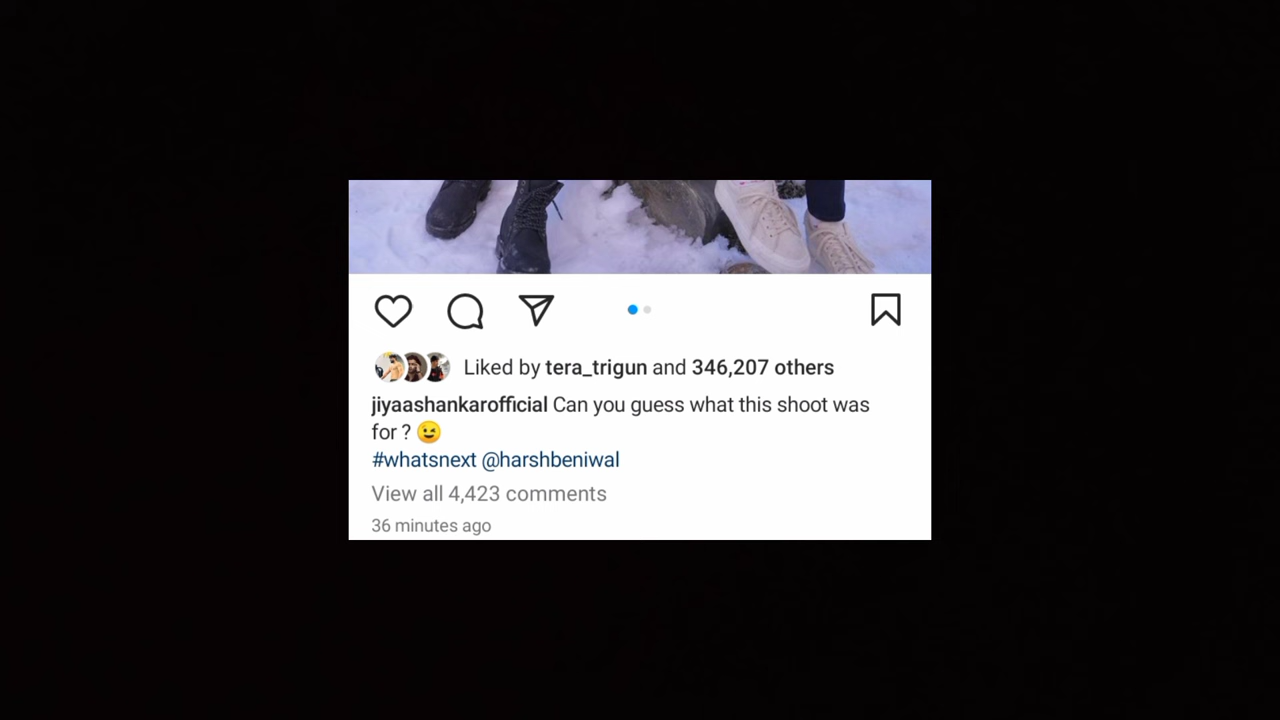 Liked by tera_trigun and 346,207 others
jiyaashankarofficial Can you guess what this shoot was
for ? 😉
#whatsnext @harshbeniwal
View all 4,423 comments
36 minutes ago